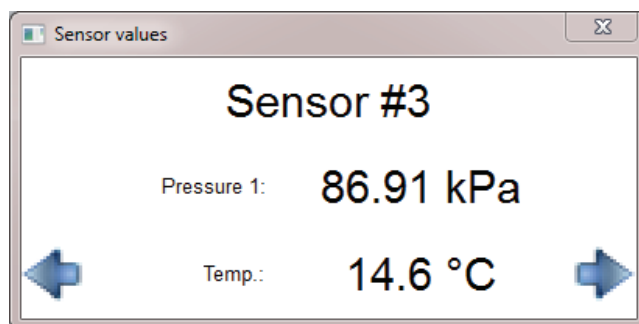 Sensor values
Sensor #3
Pressure 1: 86.91 kPa
Temp.: 14.6 °C